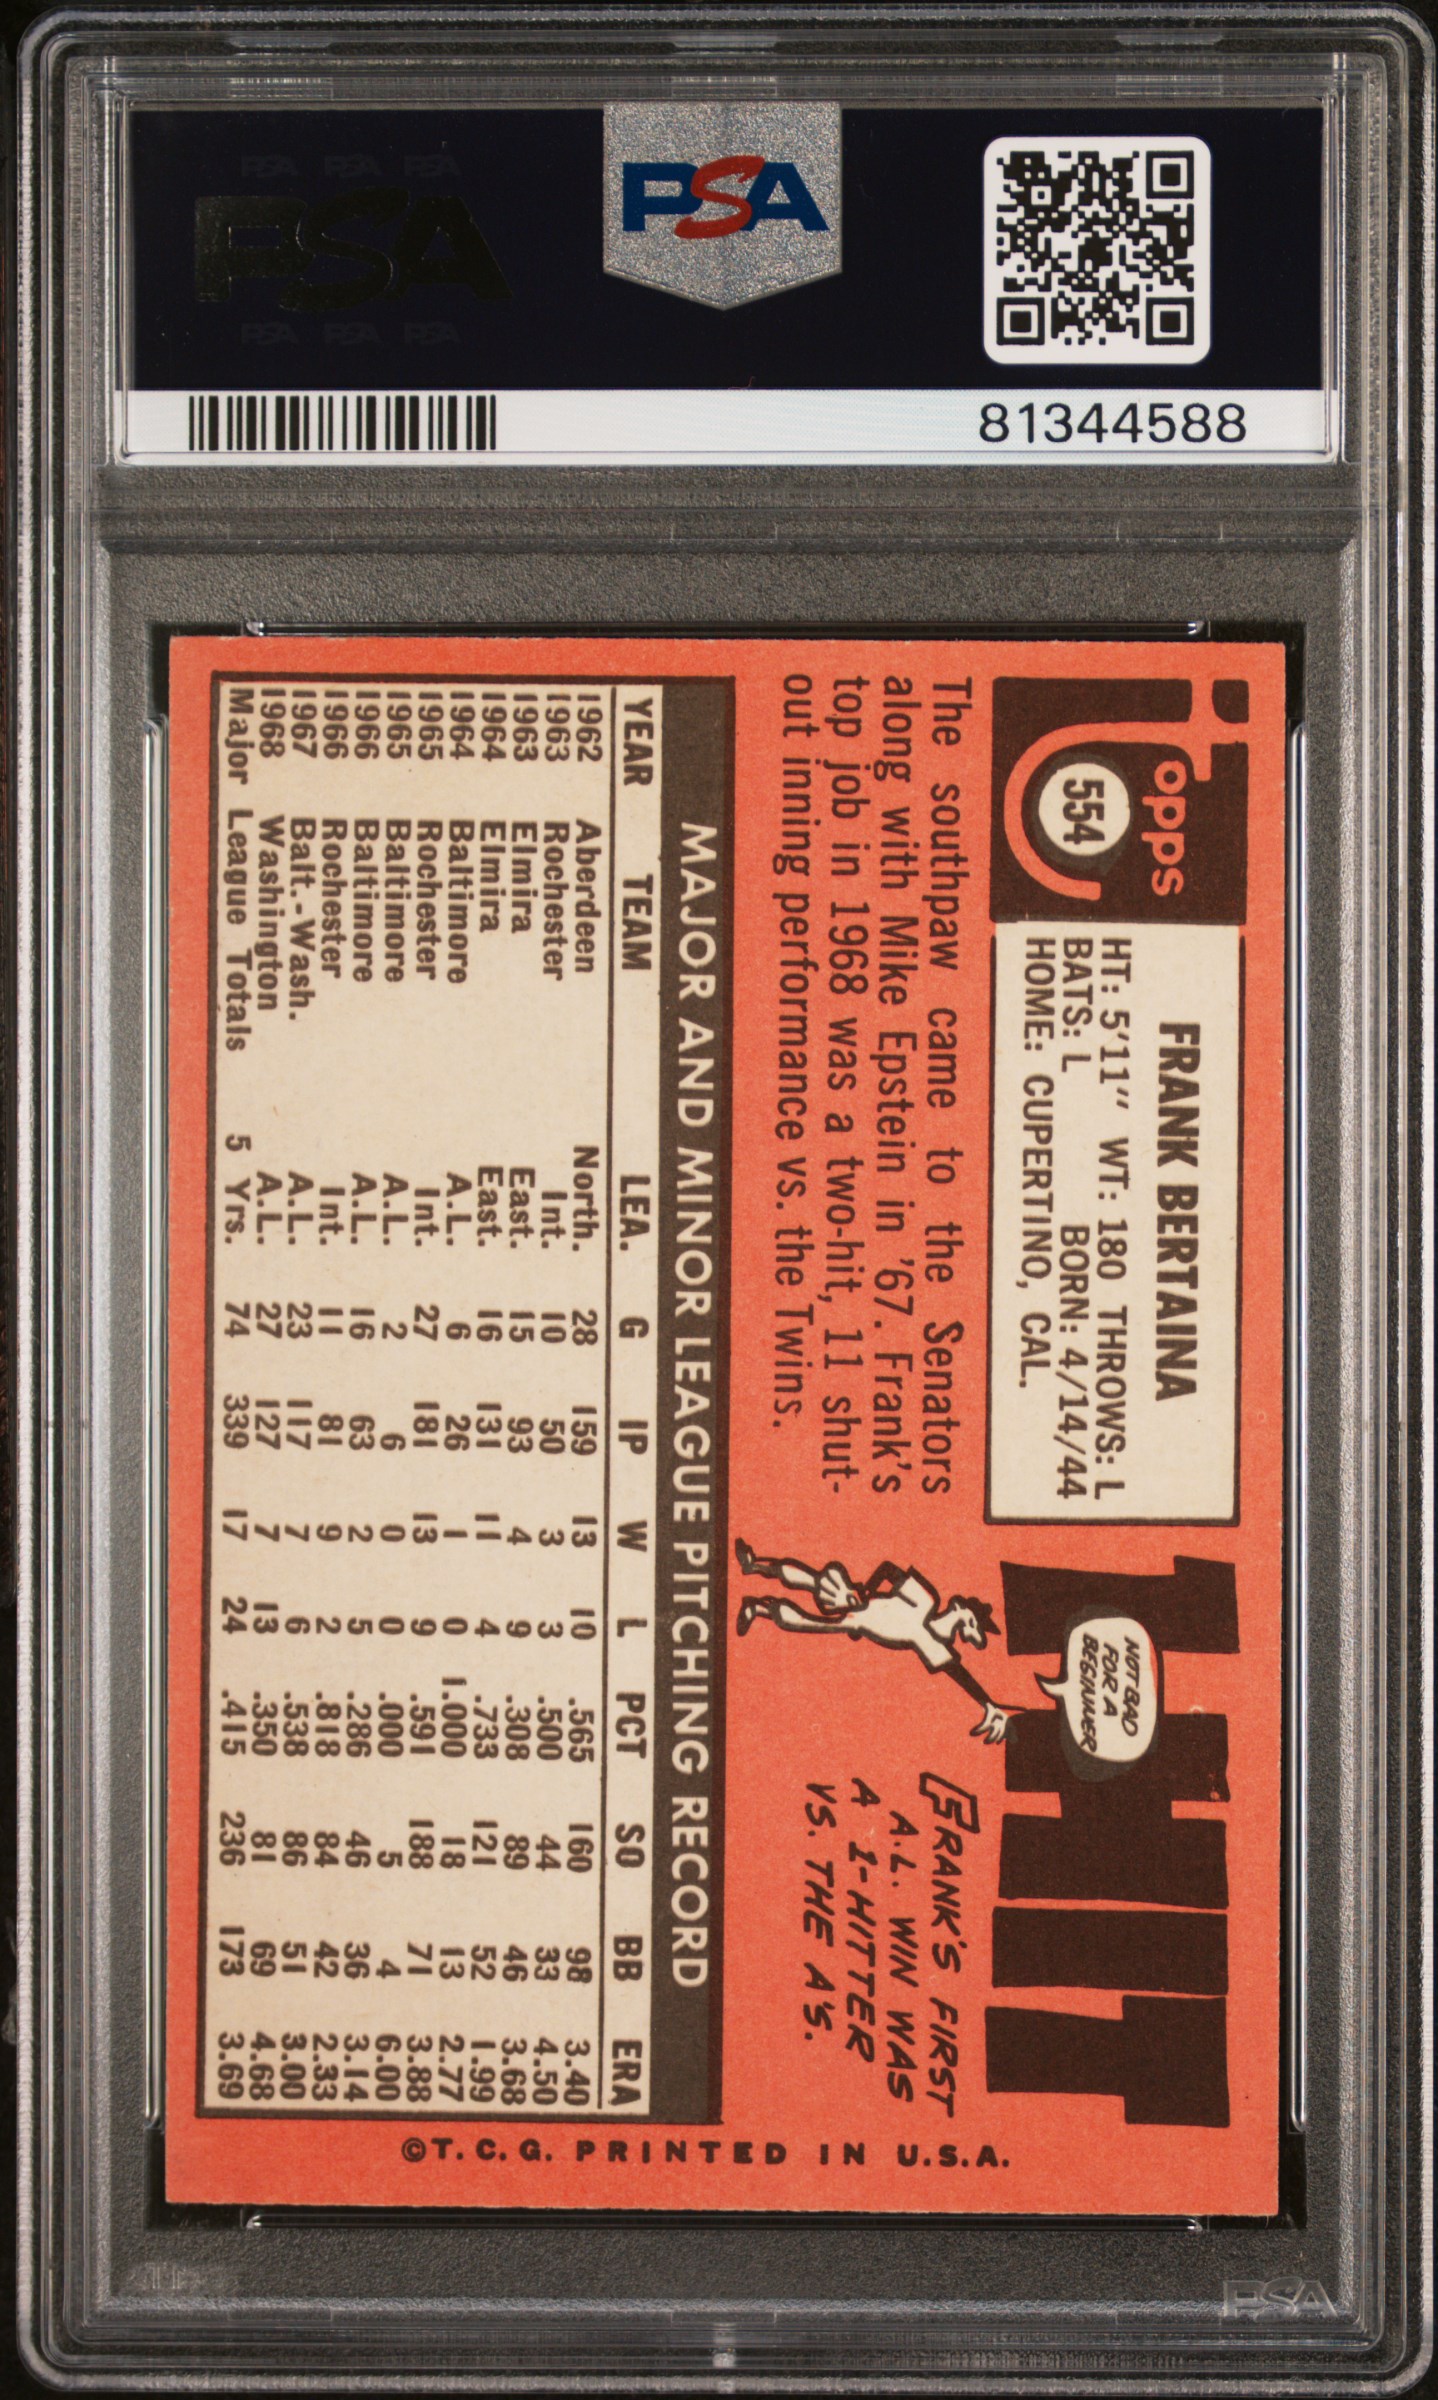 PSA PSA PSA
PSA
PSA PSA PSA
PSA
81344588
Topps
554
FRANK BERTAINA
HT: 5'11" WT: 180 THROWS: L
BATS: L BORN: 4/14/44
HOME: CUPERTINO, CAL.
The southpaw came to the Senators
along with Mike Epstein in '67. Frank's
top job in 1968 was a two-hit, 11 shut-
out inning performance vs. the Twins.
1 HIT
NOT BAD
FOR A
BEGINNER
FRANK'S FIRST
A.L. WIN WAS
A 1-HITTER
VS. THE A'S.
MAJOR AND MINOR LEAGUE PITCHING RECORD
YEAR TEAM LEA. G IP W L PCT SO BB ERA
1962 Aberdeen North. 28 159 13 10 .565 160 98 3.40
1963 Rochester Int. 10 50 3 3 .500 44 33 4.50
1963 Elmira East. 15 93 4 9 .308 89 46 3.68
1964 Elmira East. 16 131 11 4 .733 121 52 1.99
1964 Baltimore A.L. 6 26 1 0 1.000 18 13 2.77
1965 Rochester Int. 27 181 13 9 .591 188 71 3.88
1965 Baltimore A.L. 2 6 0 0 .000 5 4 6.00
1966 Baltimore A.L. 16 63 2 5 .286 46 36 3.14
1966 Rochester Int. 11 81 9 2 .818 84 42 2.33
1967 Balt.-Wash. A.L. 23 117 7 6 .538 86 51 3.00
1968 Washington A.L. 27 127 7 13 .350 81 69 4.68
Major League Totals 5 Yrs. 74 339 17 24 .415 236 173 3.69
©T.C.G. PRINTED IN U.S.A.
PSA